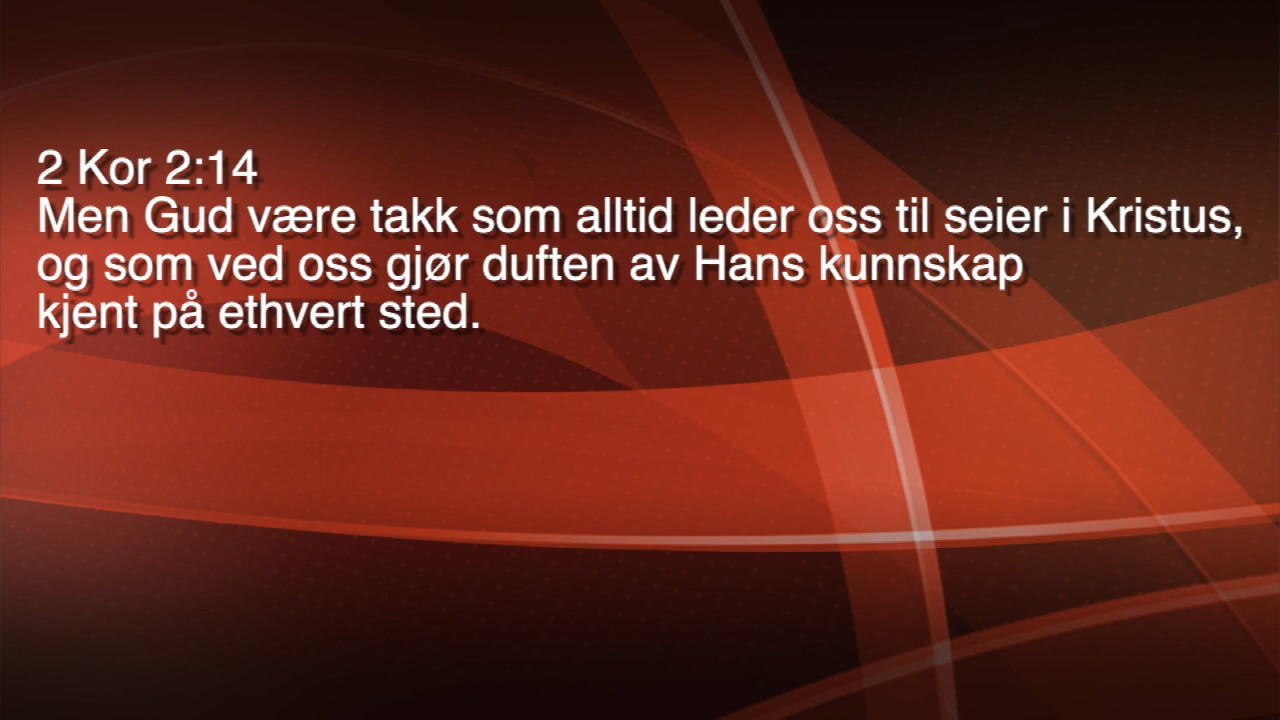 2 Kor 2:14
Men Gud være takk som alltid leder oss til seier i Kristus,
og som ved oss gjør duften av Hans kunnskap
kjent på ethvert sted.